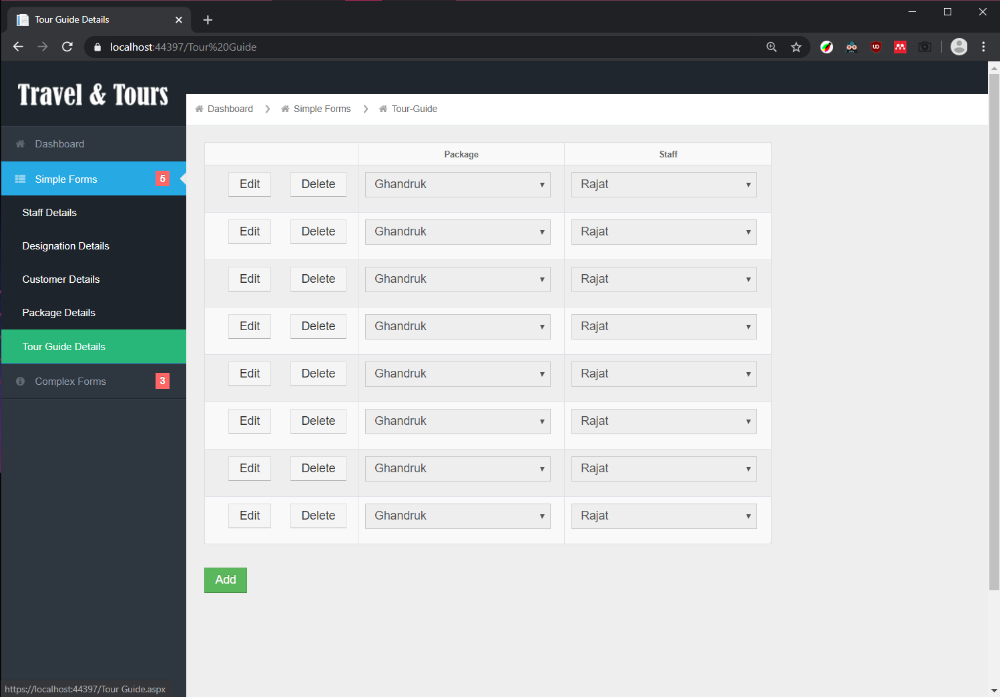 Tour Guide Details
localhost:44397/Tour%20Guide
Travel & Tours
Dashboard
Simple Forms 5
Staff Details
Designation Details
Customer Details
Package Details
Tour Guide Details
Complex Forms 3
Dashboard Simple Forms Tour-Guide
Package Staff
Edit Delete Ghandruk Rajat
Edit Delete Ghandruk Rajat
Edit Delete Ghandruk Rajat
Edit Delete Ghandruk Rajat
Edit Delete Ghandruk Rajat
Edit Delete Ghandruk Rajat
Edit Delete Ghandruk Rajat
Edit Delete Ghandruk Rajat
Add
https://localhost:44397/Tour Guide.aspx